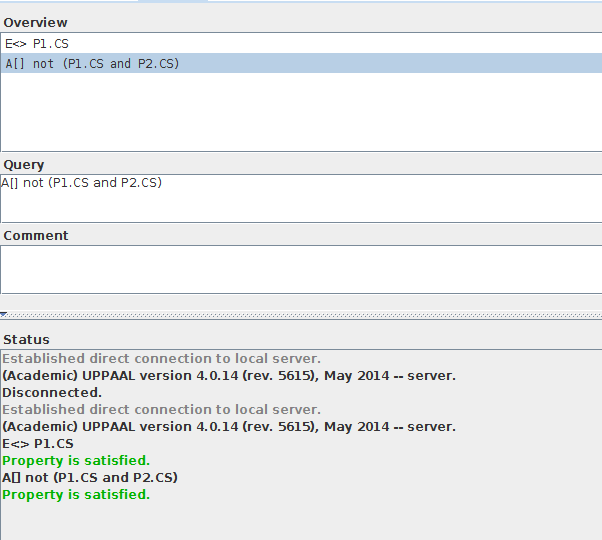 Overview
E<> P1.CS
A[] not (P1.CS and P2.CS)
Query
A[] not (P1.CS and P2.CS)
Comment
Status
Established direct connection to local server.
(Academic) UPPAAL version 4.0.14 (rev. 5615), May 2014 -- server.
Disconnected.
Established direct connection to local server.
(Academic) UPPAAL version 4.0.14 (rev. 5615), May 2014 -- server.
E<> P1.CS
Property is satisfied.
A[] not (P1.CS and P2.CS)
Property is satisfied.